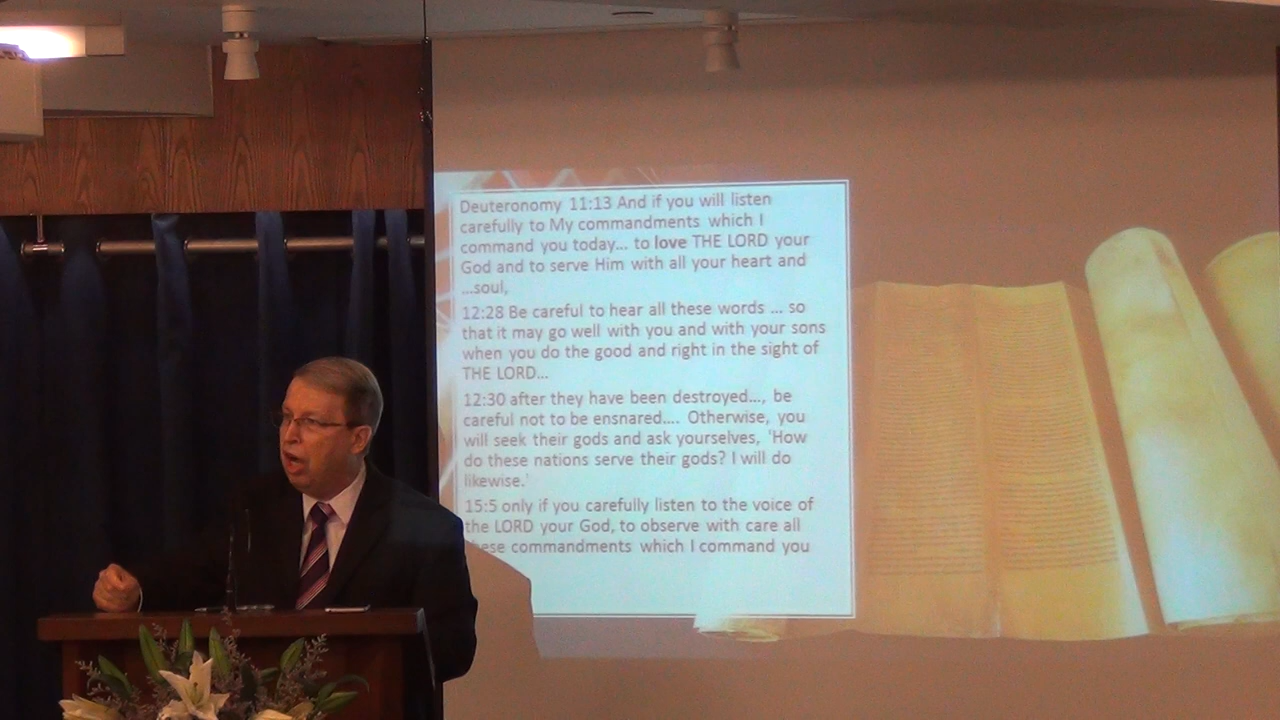 Deuteronomy 11:13 And if you will listen
carefully to My commandments which I
command you today... to love THE LORD your
God and to serve Him with all your heart and
...soul,
12:28 Be careful to hear all these words ... so
that it may go well with you and with your sons
when you do the good and right in the sight of
THE LORD...
12:30 after they have been destroyed..., be
careful not to be ensnared.... Otherwise, you
will seek their gods and ask yourselves, 'How
do these nations serve their gods? I will do
likewise.'
15:5 only if you carefully listen to the voice of
the LORD your God, to observe with care all
these commandments which I command you